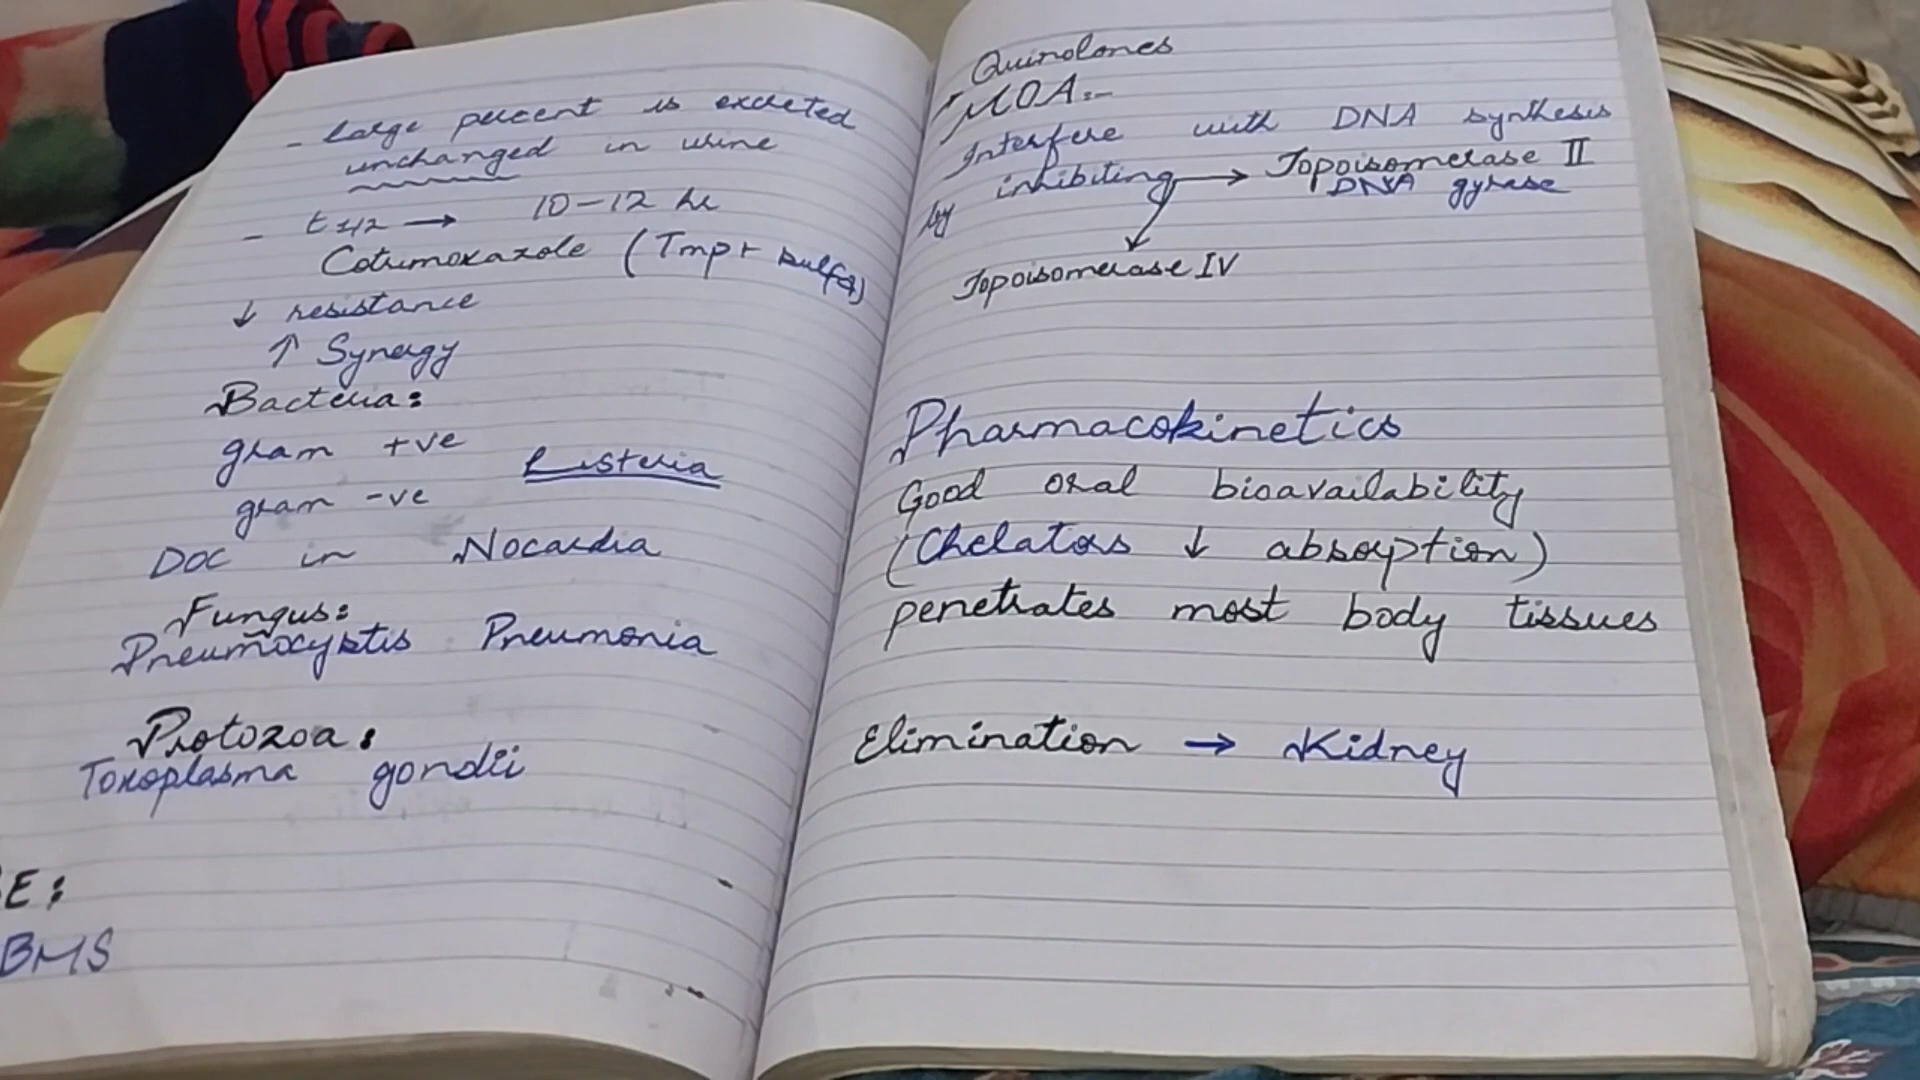 - large percent is excreted
unchanged in urine
- t 1/2 → 10-12 hr
Cotrimoxazole (Tmp+ sulfa)
↓ resistance
↑ Synergy
Bacteria:
gram +ve
Listeria
gram -ve
DOC in Nocardia
Fungus:
Pneumocystis Pneumonia
Protozoa:
Toxoplasma gondii
E:
BMS
Quinolones
MOA:-
Interfere with DNA synthesis
by inhibiting → Topoisomerase II
DNA gyrase
Topoisomerase IV
Pharmacokinetics
Good oral bioavailability
(Chelators ↓ absorption)
penetrates most body tissues
Elimination → Kidney